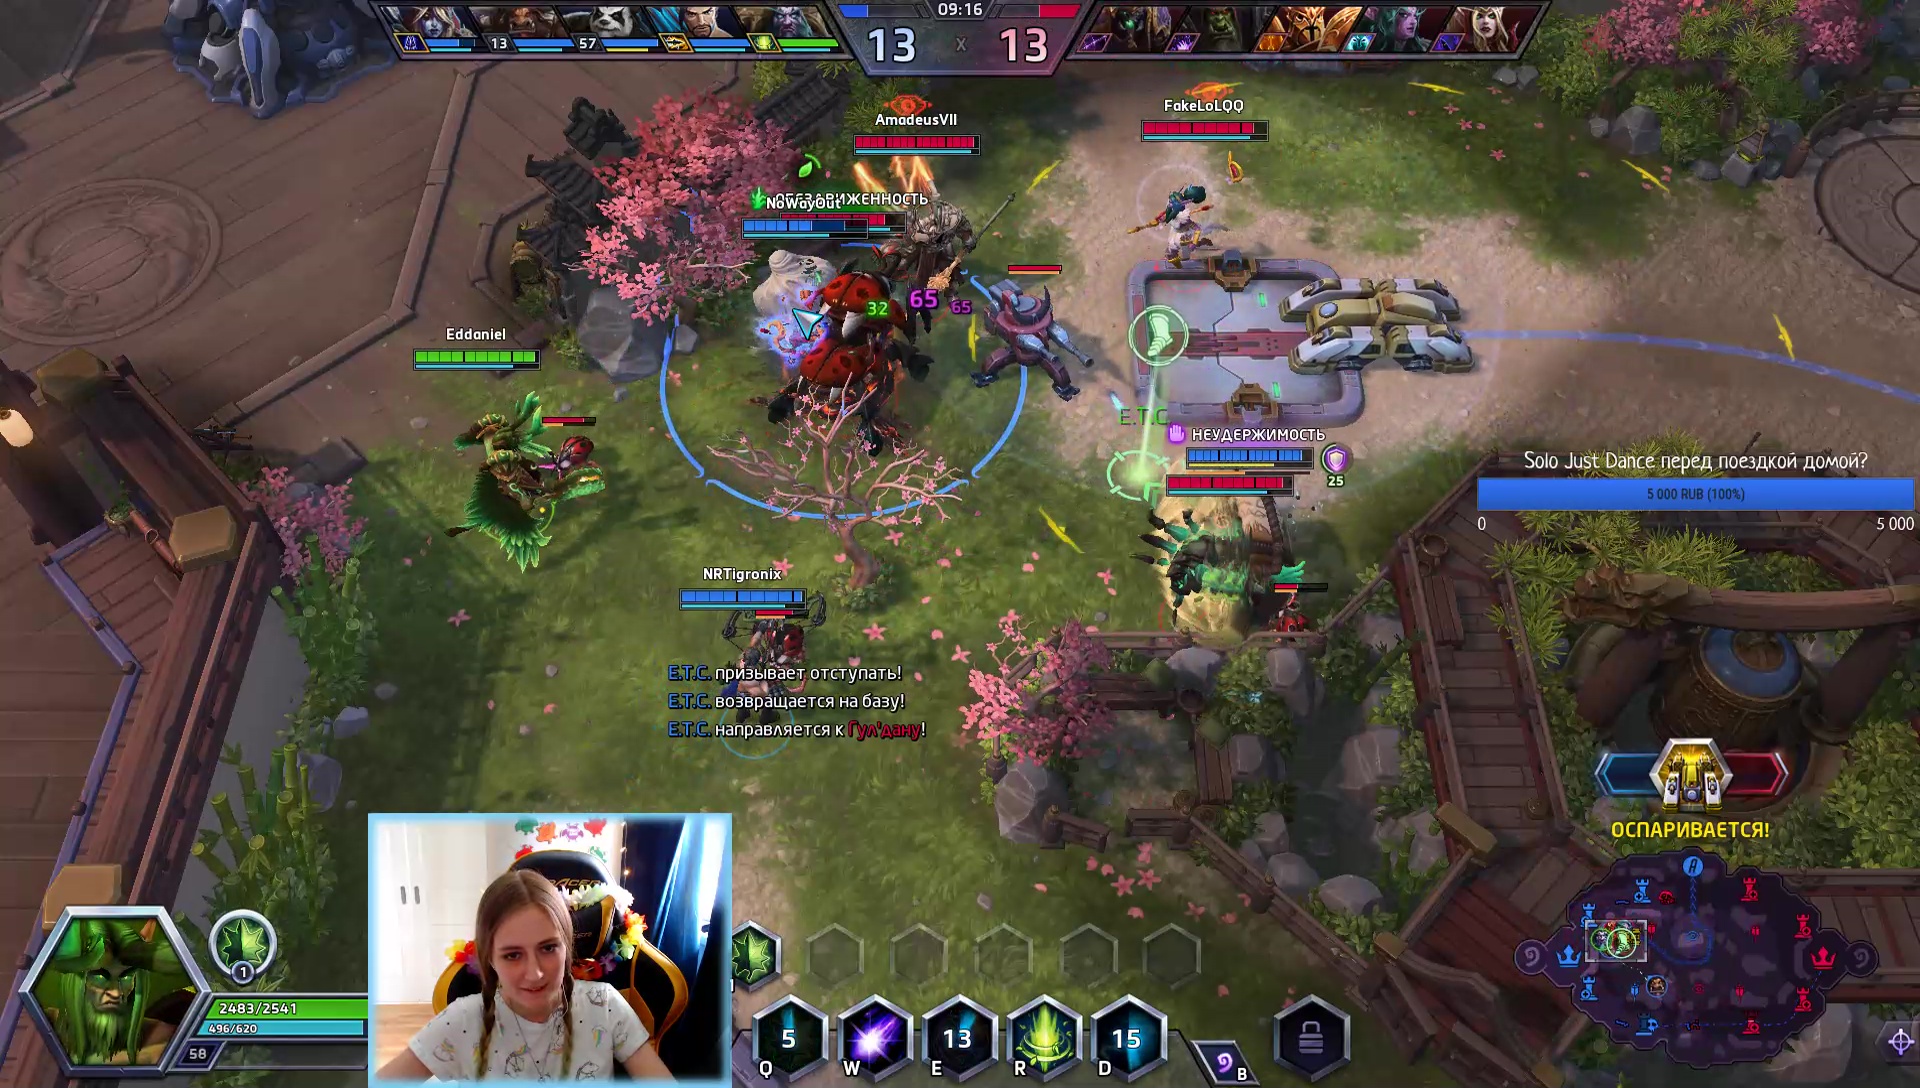 09:16
13 X 13
13
57
AmadeusVII
FakeLoLQQ
NoWayOut
32
65
65
Eddaniel
E.T.C.
НЕУДЕРЖИМОСТЬ
25
Solo Just Dance перед поездкой домой?
5 000 RUB (100%)
0
5 000
NRTigronix
E.T.C. призывает отступать!
E.T.C. возвращается на базу!
E.T.C. направляется к Гул'дану!
ОСПАРИВАЕТСЯ!
1
2483/2541
496/620
58
5
13
15
Q
W
E
R
D
B